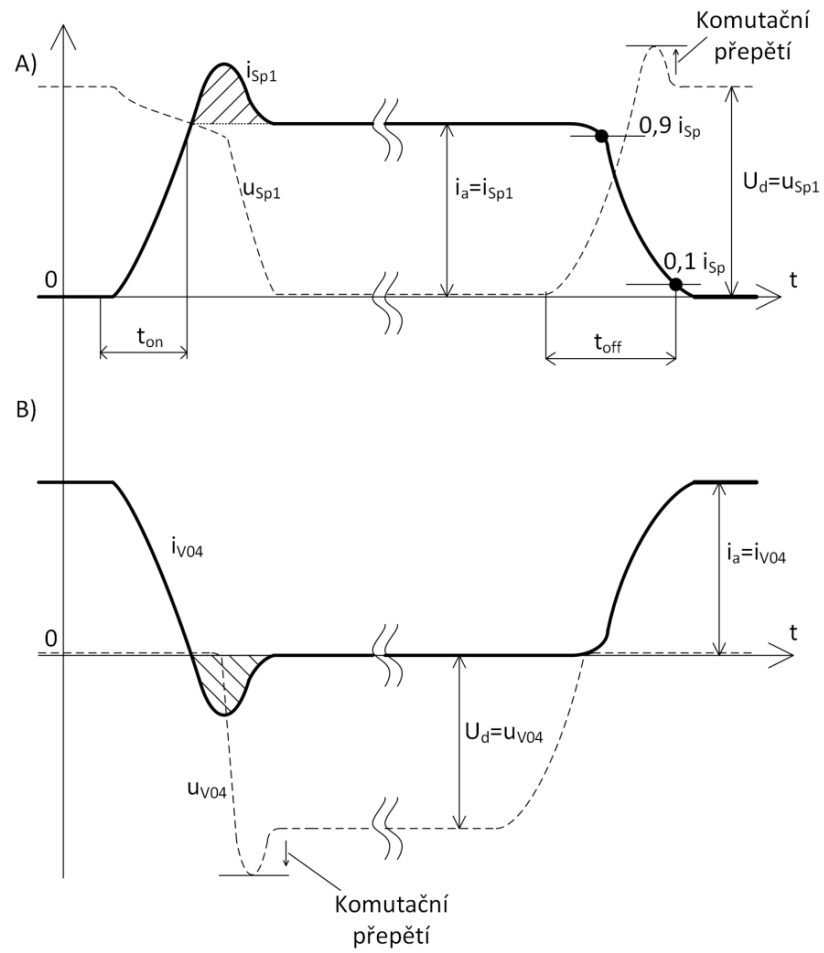 Komutační
přepětí
A)
i_Sp1
0,9 i_Sp
u_Sp1
i_a=i_Sp1
U_d=u_Sp1
0,1 i_Sp
0
t
t_on
t_off
B)
i_V04
i_a=i_V04
0
t
U_d=u_V04
u_V04
Komutační
přepětí